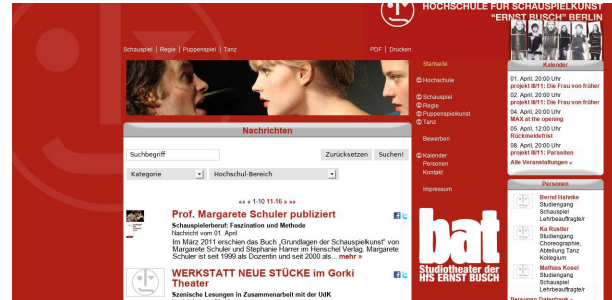 HOCHSCHULE FÜR SCHAUSPIELKUNST
"ERNST BUSCH" BERLIN
Schauspiel | Regie | Puppenspiel | Tanz
PDF | Drucken
Startseite
Hochschule
Schauspiel
Regie
Puppenspielkunst
Tanz
Bewerben
Kalender
Personen
Kontakt
Impressum
bat
Studiotheater der
HfS ERNST BUSCH
Nachrichten
Suchbegriff
Zurücksetzen
Suchen!
Kategorie
Hochschul-Bereich
«« « 1-10 11-16 » »»
Prof. Margarete Schuler publiziert
Schauspielerberuf: Faszination und Methode
Nachricht vom 01. April
Im März 2011 erschien das Buch „Grundlagen der Schauspielkunst" von
Margarete Schuler und Stephanie Harrer im Henschel Verlag. Margarete
Schuler ist seit 1999 als Dozentin und seit 2000 als... mehr »
WERKSTATT NEUE STÜCKE im Gorki
Theater
Szenische Lesungen in Zusammenarbeit mit der UdK
Kalender
01. April, 20:00 Uhr
projekt III/11: Die Frau von früher
02. April, 20:00 Uhr
projekt III/11: Die Frau von früher
04. April, 20:00 Uhr
MAX at the opening
05. April, 12:00 Uhr
Rückmeldefrist
08. April, 20:00 Uhr
projekt III/11: Parasiten
Alle Veranstaltungen »
Personen
Bernd Hahnke
Studiengang
Schauspiel
Lehrbeauftragte/r
Ka Rustler
Studiengang
Choreographie,
Abteilung Tanz
Kollegium
Mathias Kosel
Studiengang
Schauspiel
Lehrbeauftragte/r
Personen Datenbank »